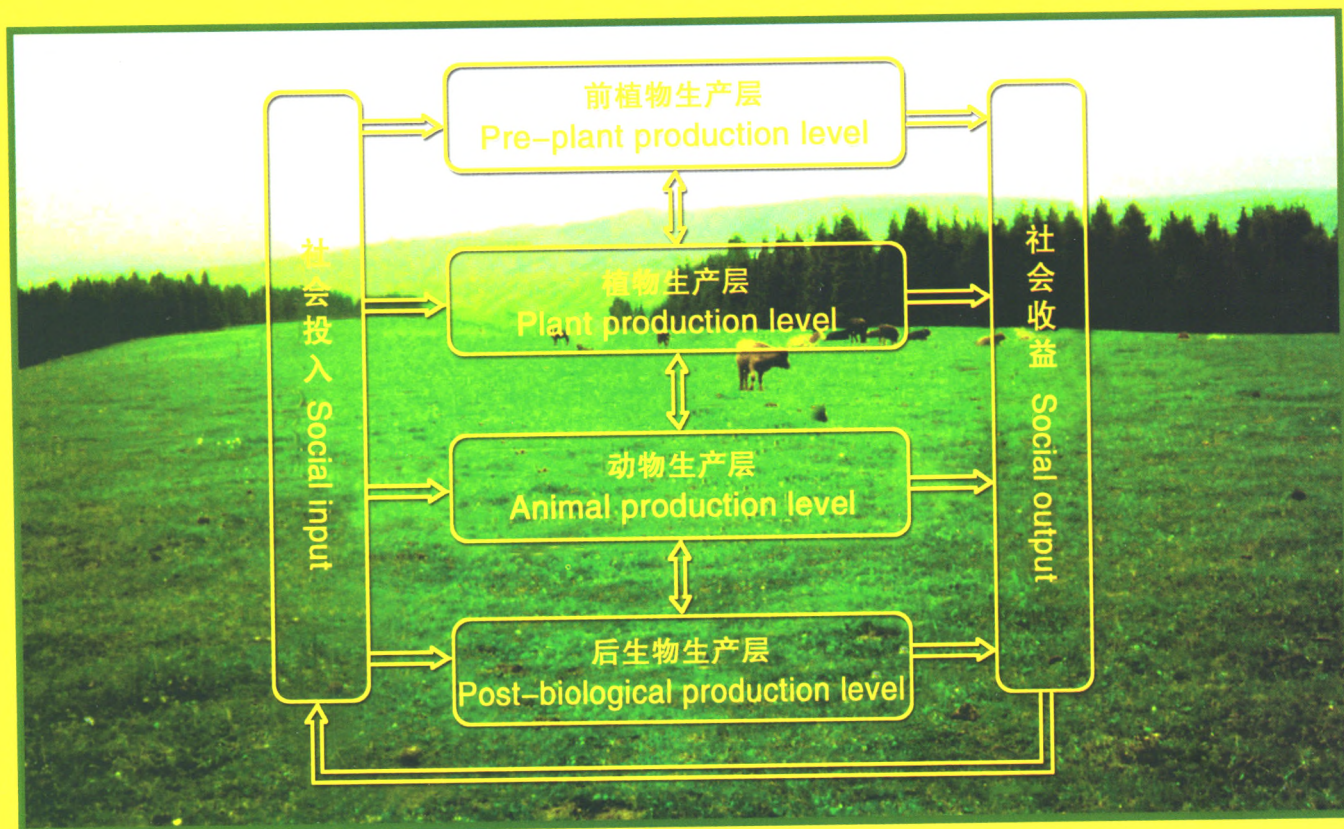 前植物生产层
Pre-plant production level
社会投入 Social input
植物生产层
Plant production level
社会收益 Social output
动物生产层
Animal production level
后生物生产层
Post-biological production level